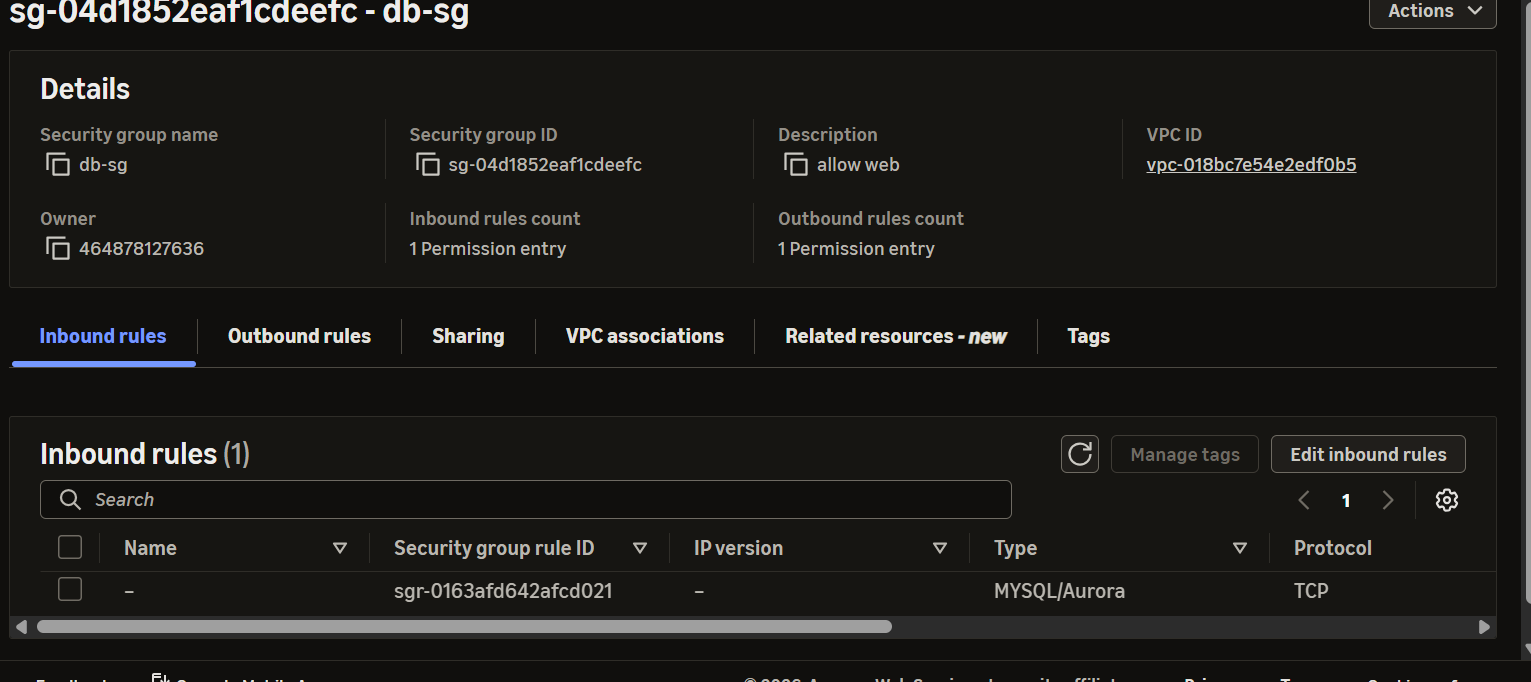 sg-04d1852eaf1cdeefc - db-sg
Actions
Details
Security group name
db-sg
Security group ID
sg-04d1852eaf1cdeefc
Description
allow web
VPC ID
vpc-018bc7e54e2edf0b5
Owner
464878127636
Inbound rules count
1 Permission entry
Outbound rules count
1 Permission entry
Inbound rules Outbound rules Sharing VPC associations Related resources - new Tags
Inbound rules (1)
Manage tags Edit inbound rules
Search
1
Name Security group rule ID IP version Type Protocol
– sgr-0163afd642afcd021 – MYSQL/Aurora TCP